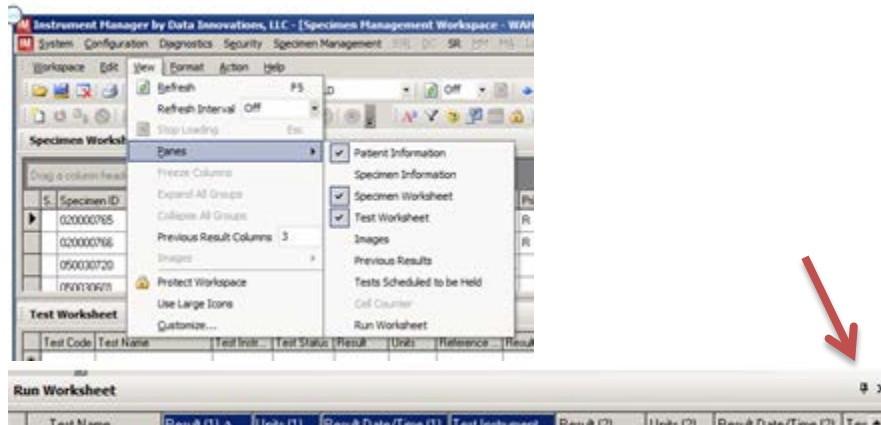 Instrument Manager by Data Innovations, LLC - [Specimen Management Workspace - WAH
System Configuration Diagnostics Security Specimen Management SR
Workspace Edit View Format Action Help
Refresh F5
Off
Refresh Interval Off
Stop Loading Esc
Specimen Worksh
Panes
Patient Information
Drag a column head
Freeze Columns
Specimen Information
S. Specimen ID
Expand All Groups
Specimen Worksheet
020000765
Collapse All Groups
Test Worksheet
R
020000766
Previous Result Columns 3
Images
R
050030720
Images
Previous Results
050030601
Protect Workspace
Tests Scheduled to be Held
Use Large Icons
Cell Counter
Test Worksheet
Customize...
Run Worksheet
Test Code Test Name Test Instr... Test Status Result Units Reference ... Resul
Run Worksheet
Test Name Result (1) Units (1) Result Date/Time (1) Test Instrument Result (2) Units (2) Result Date/Time (2) Tes